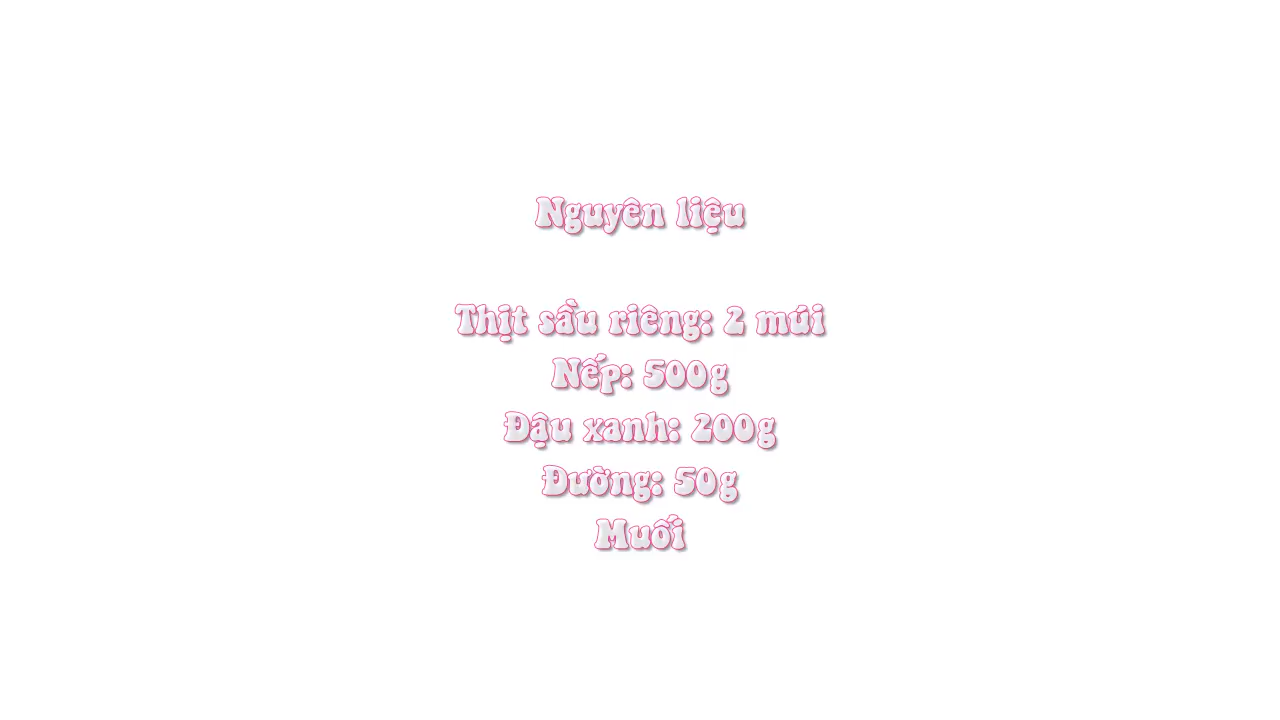 Nguyên liệu
Thịt sầu riêng: 2 múi
Nếp: 500g
Đậu xanh: 200g
Đường: 50g
Muối